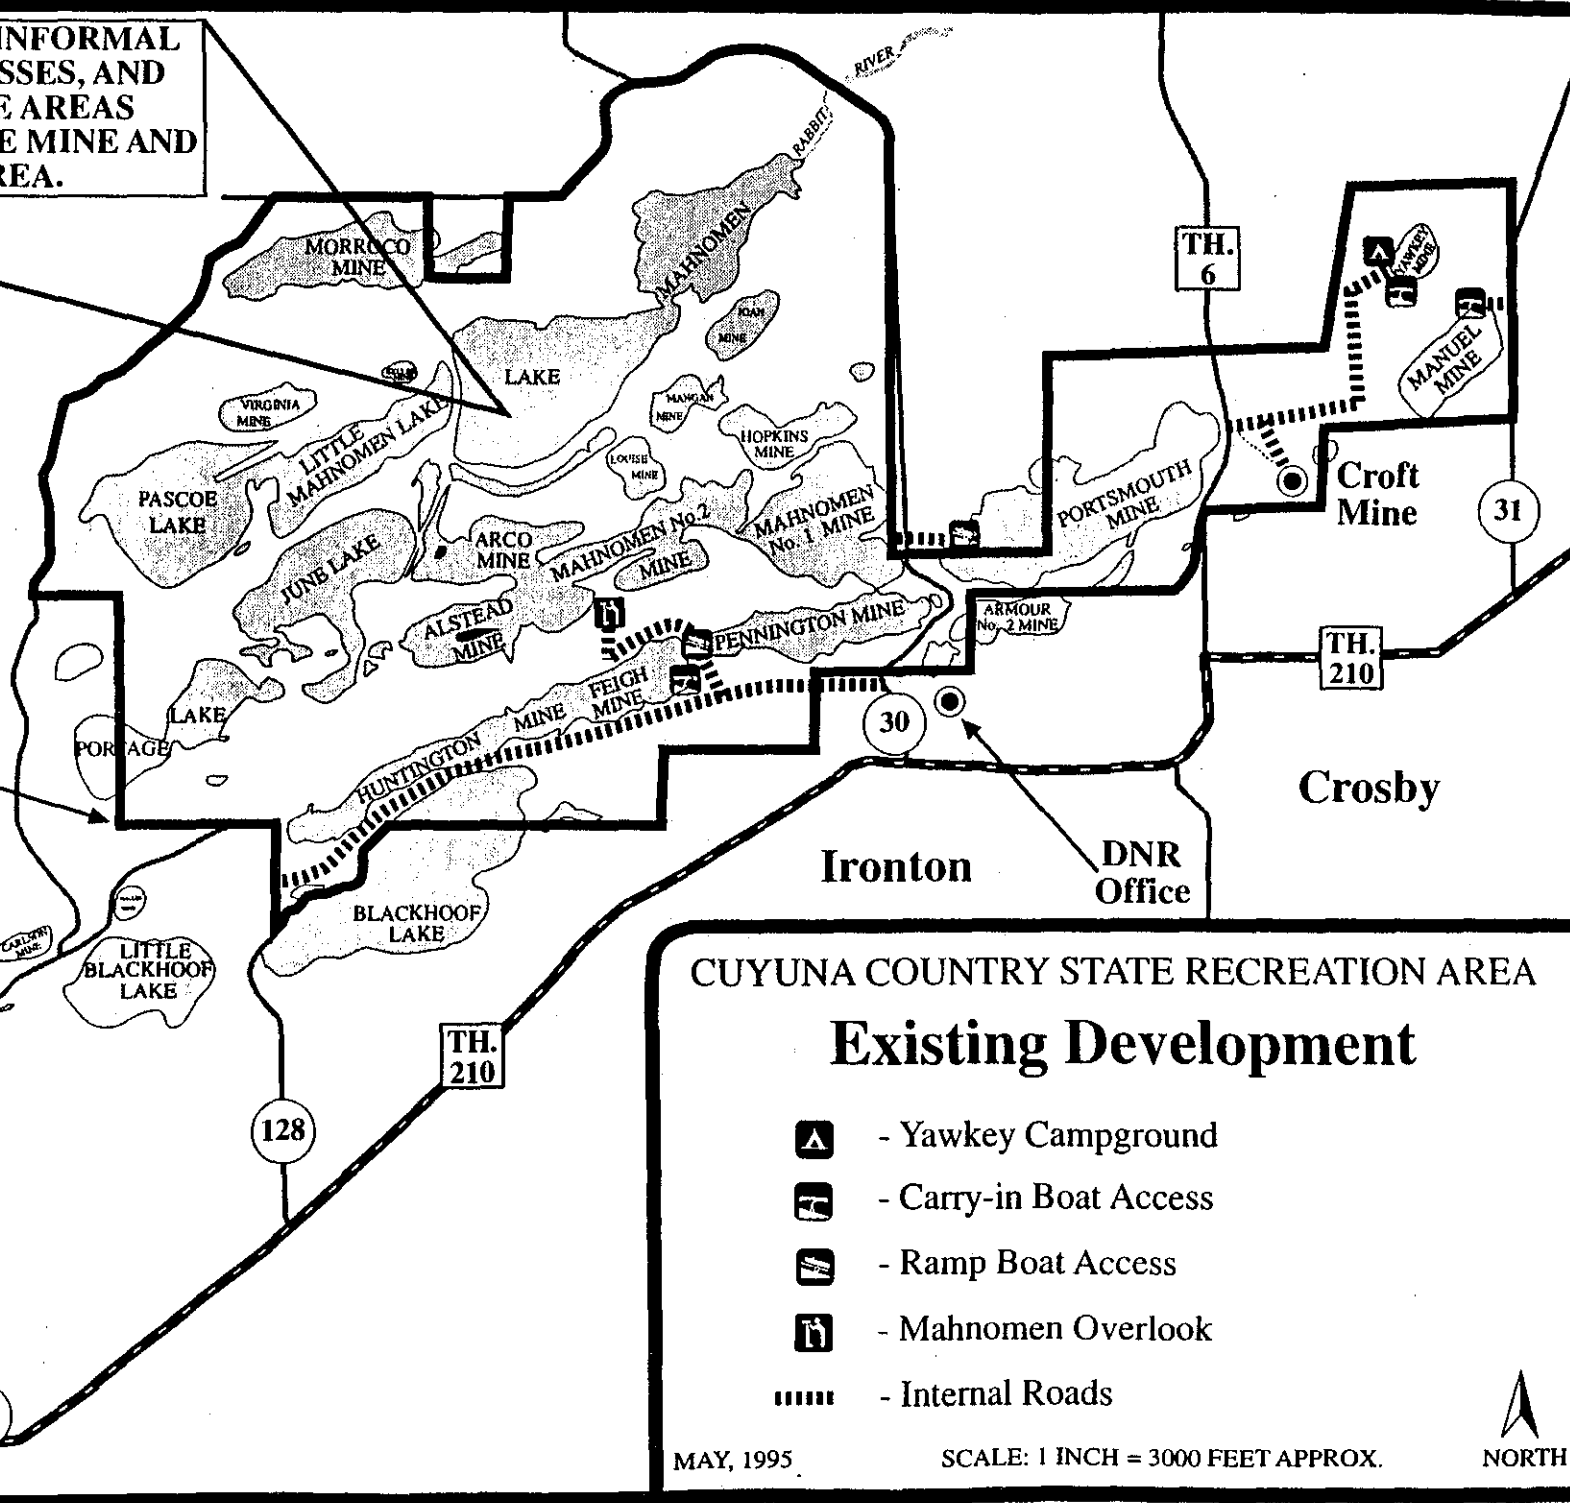 INFORMAL
SSES, AND
E AREAS
E MINE AND
REA.
RIVER
RABBIT
MORROCO
MINE
MAHNOMEN
LAKE
JOAN
MINE
VIRGINIA
MINE
LITTLE
MAHNOMEN LAKE
MANGAN
MINE
HOPKINS
MINE
LOUISE
MINE
PASCOE
LAKE
JUNE LAKE
ARCO
MINE
MAHNOMEN No.2
MINE
MAHNOMEN
No. 1 MINE
PORTSMOUTH
MINE
ALSTEAD
MINE
PENNINGTON MINE
ARMOUR
No. 2 MINE
FEIGH
MINE
HUNTINGTON MINE
PORTAGE
LAKE
BLACKHOOF
LAKE
CARLSON
MINE
LITTLE
BLACKHOOF
LAKE
YAWKEY
MINE
MANUEL
MINE
Croft
Mine
TH.
6
31
TH.
210
30
Crosby
Ironton
DNR
Office
TH.
210
128
CUYUNA COUNTRY STATE RECREATION AREA
Existing Development
- Yawkey Campground
- Carry-in Boat Access
- Ramp Boat Access
- Mahnomen Overlook
- Internal Roads
MAY, 1995
SCALE: 1 INCH = 3000 FEET APPROX.
NORTH